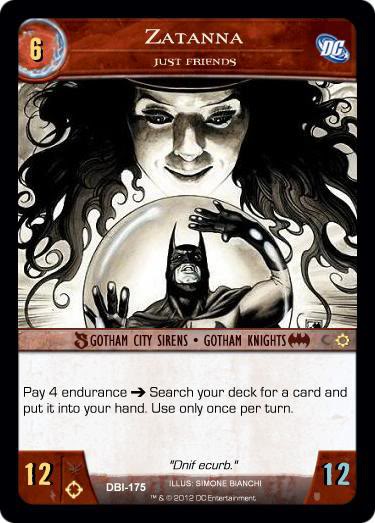 6
ZATANNA
DC
JUST FRIENDS
GOTHAM CITY SIRENS • GOTHAM KNIGHTS
Pay 4 endurance ➔ Search your deck for a card and
put it into your hand. Use only once per turn.
"Dnif ecurb."
12
DBI-175
ILLUS: SIMONE BIANCHI
12
™ & © 2012 DC Entertainment